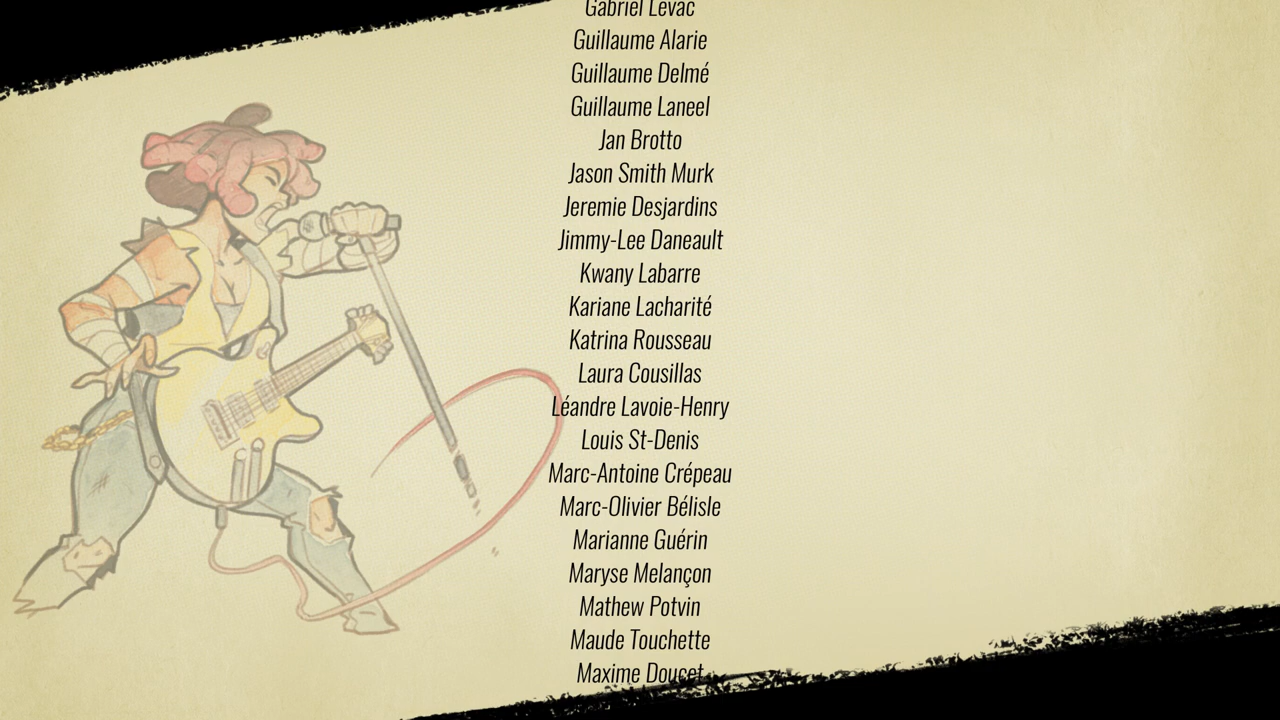 Gabriel Levac
Guillaume Alarie
Guillaume Delmé
Guillaume Laneel
Jan Brotto
Jason Smith Murk
Jeremie Desjardins
Jimmy-Lee Daneault
Kwany Labarre
Kariane Lacharité
Katrina Rousseau
Laura Cousillas
Léandre Lavoie-Henry
Louis St-Denis
Marc-Antoine Crépeau
Marc-Olivier Bélisle
Marianne Guérin
Maryse Melançon
Mathew Potvin
Maude Touchette
Maxime Doucet